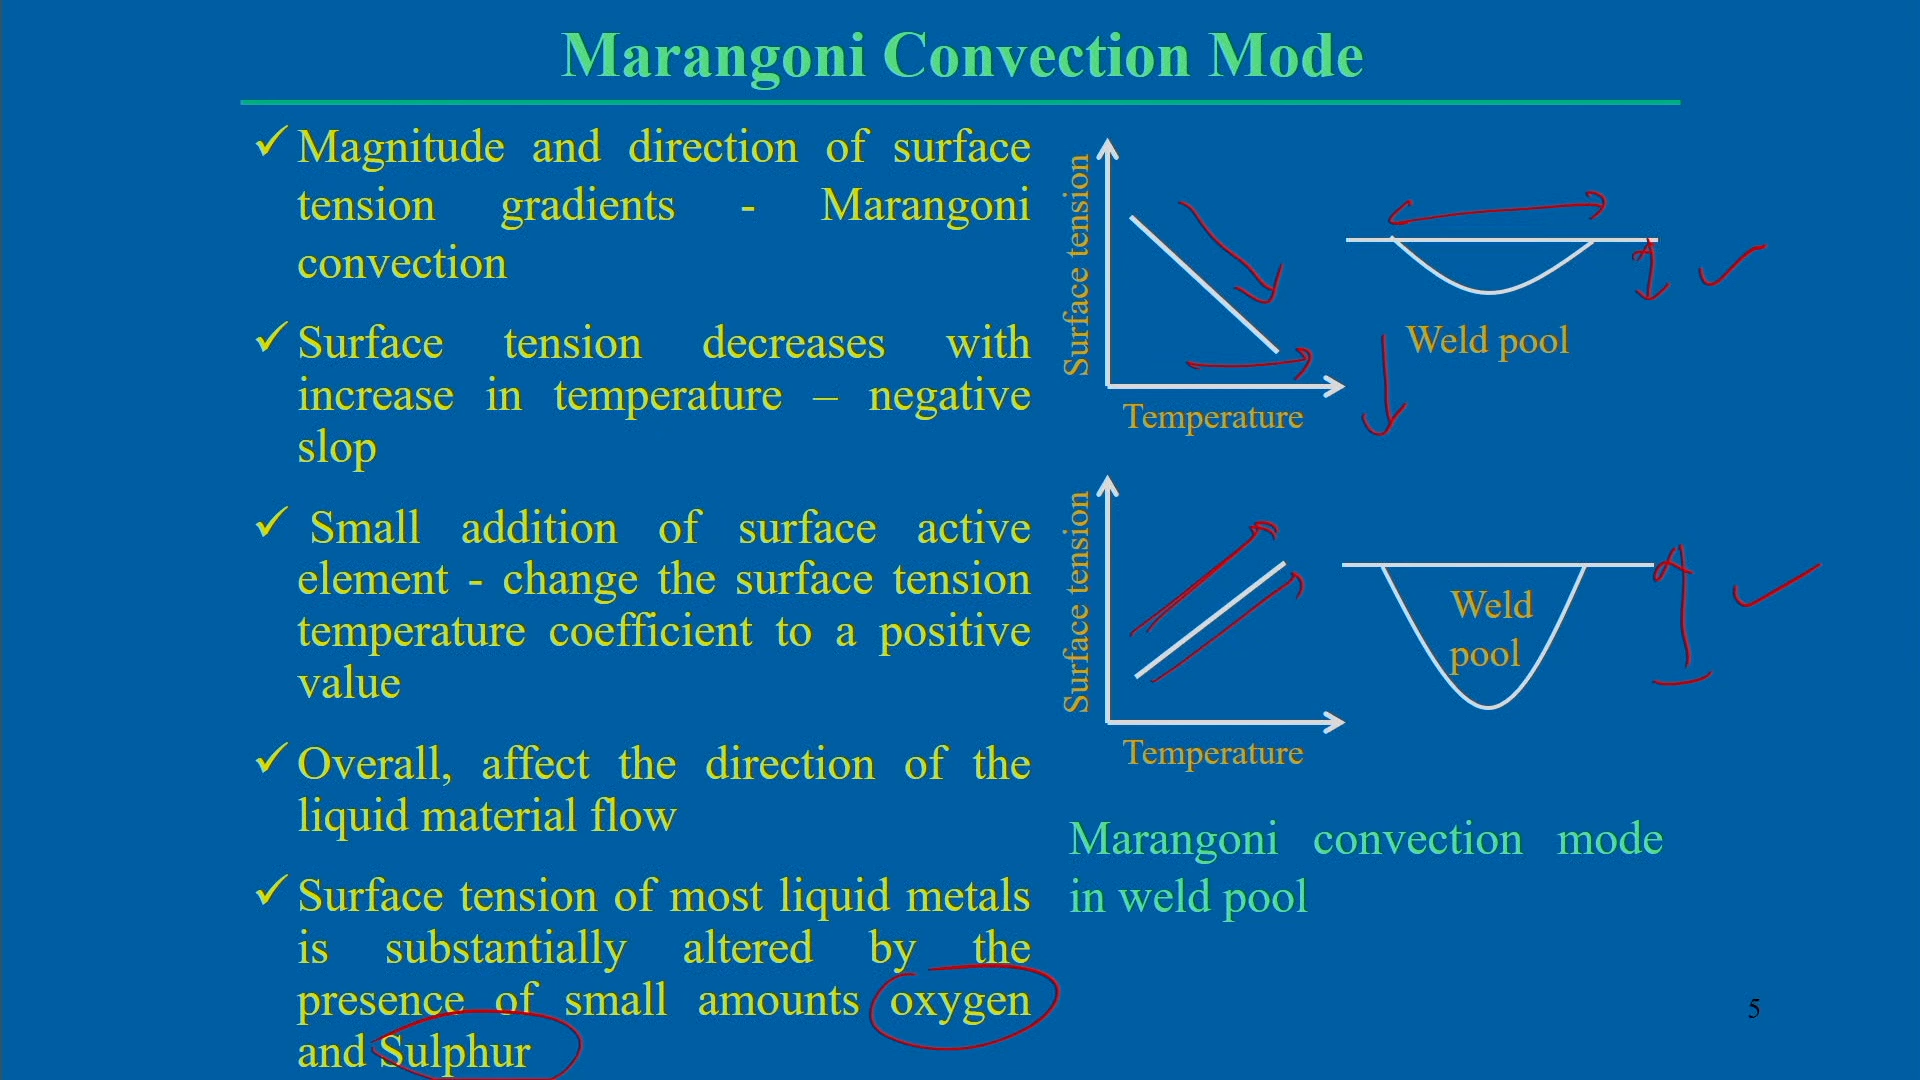 Marangoni Convection Mode
✓ Magnitude and direction of surface
tension gradients - Marangoni
convection
✓ Surface tension decreases with
increase in temperature – negative
slop
✓ Small addition of surface active
element - change the surface tension
temperature coefficient to a positive
value
✓ Overall, affect the direction of the
liquid material flow
✓ Surface tension of most liquid metals
is substantially altered by the
presence of small amounts oxygen
and Sulphur
Surface tension
Temperature
Weld pool
Surface tension
Temperature
Weld
pool
Marangoni convection mode
in weld pool
5